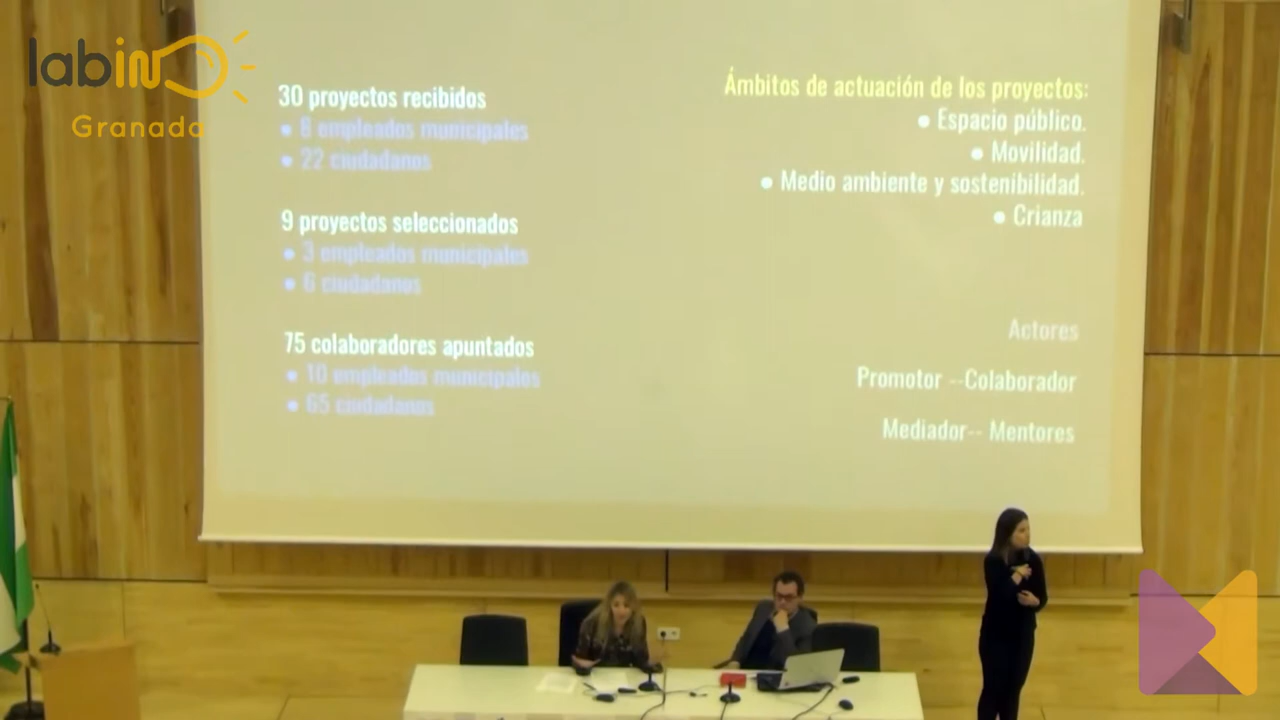 labin
Granada
30 proyectos recibidos
● 8 empleados municipales
● 22 ciudadanos
9 proyectos seleccionados
● 3 empleados municipales
● 6 ciudadanos
75 colaboradores apuntados
● 10 empleados municipales
● 65 ciudadanos
Ámbitos de actuación de los proyectos:
● Espacio público.
● Movilidad.
● Medio ambiente y sostenibilidad.
● Crianza
Actores
Promotor --Colaborador
Mediador-- Mentores